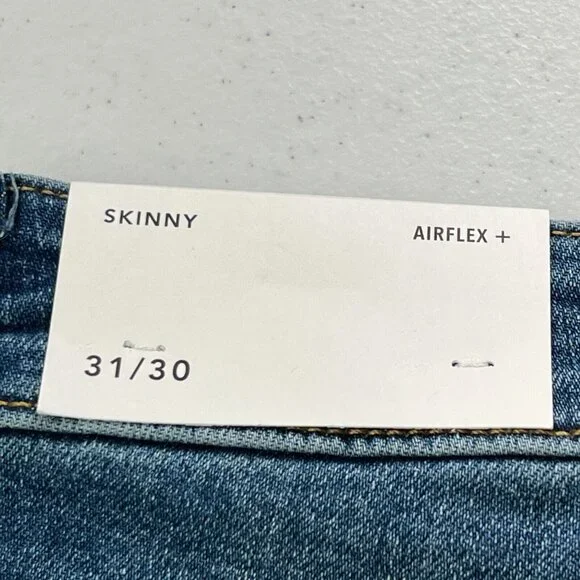 SKINNY
AIRFLEX +
31/30